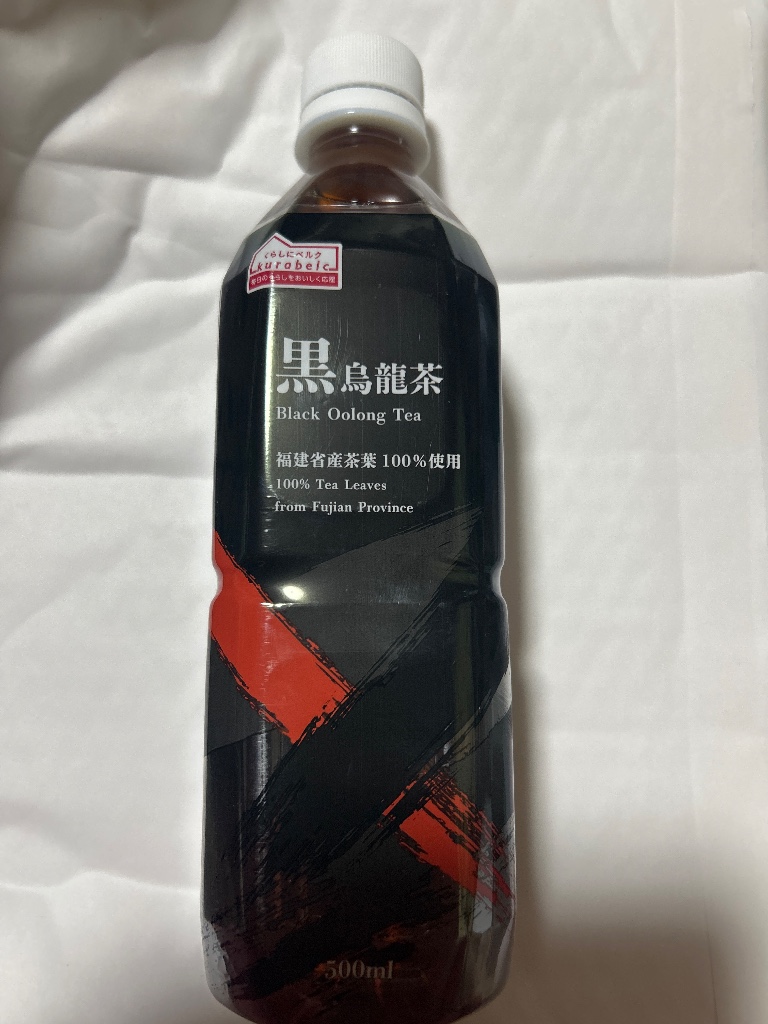 くらしにベルク
kurabelc
毎日のくらしをおいしく応援
黒烏龍茶
Black Oolong Tea
福建省産茶葉100%使用
100% Tea Leaves
from Fujian Province
500ml